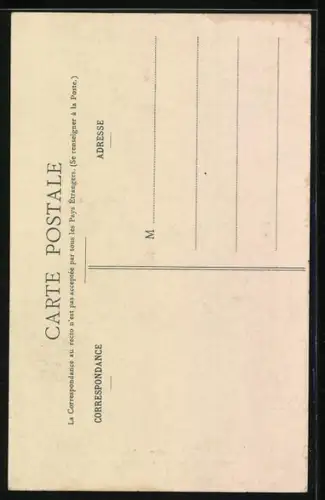 CARTE POSTALE
La Correspondance au recto n'est pas acceptée par tous les Pays Étrangers. (Se renseigner à la Poste.)
CORRESPONDANCE
ADRESSE
M